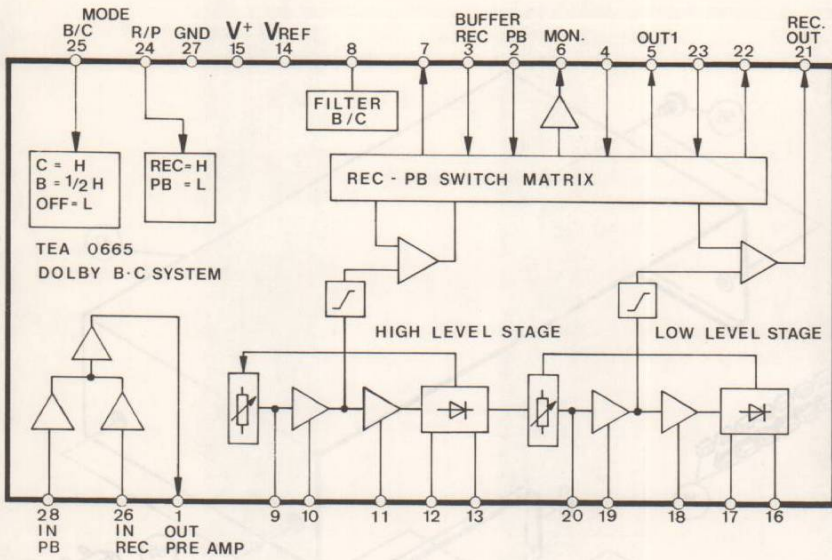 MODE
B/C R/P GND V+ VREF BUFFER REC PB MON. OUT1 REC. OUT
25 24 27 15 14 8 7 3 2 6 4 5 23 22 21
FILTER
B/C
C = H
B = 1/2 H
OFF = L
REC = H
PB = L
REC - PB SWITCH MATRIX
TEA 0665
DOLBY B·C SYSTEM
HIGH LEVEL STAGE
LOW LEVEL STAGE
28 26 1 9 10 11 12 13 20 19 18 17 16
IN IN OUT
PB REC PRE AMP